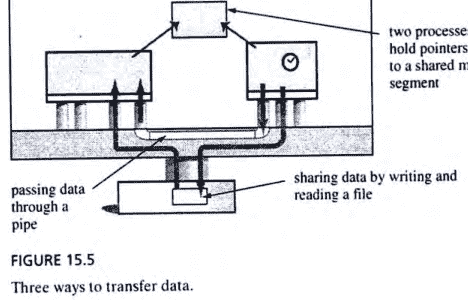 two processes
hold pointers
to a shared m
segment
passing data
through a
pipe
sharing data by writing and
reading a file
FIGURE 15.5
Three ways to transfer data.